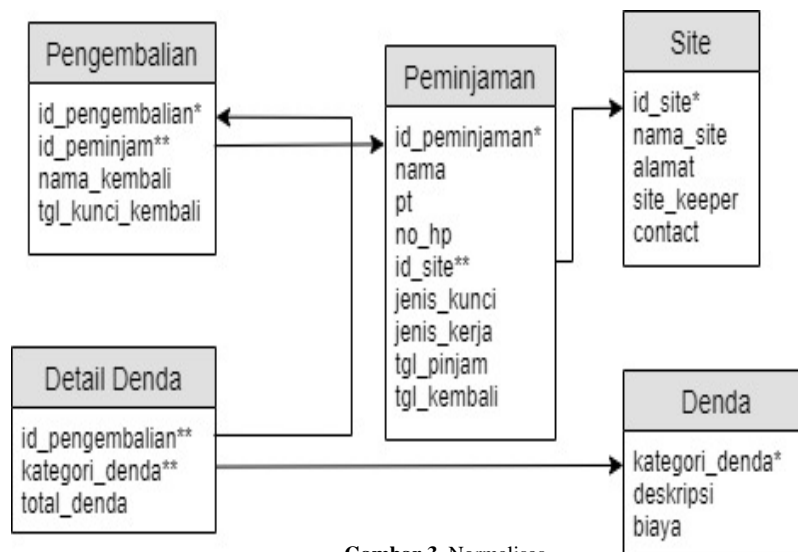 Pengembalian
id_pengembalian*
id_peminjam**
nama_kembali
tgl_kunci_kembali
Peminjaman
id_peminjaman*
nama
pt
no_hp
id_site**
jenis_kunci
jenis_kerja
tgl_pinjam
tgl_kembali
Site
id_site*
nama_site
alamat
site_keeper
contact
Detail Denda
id_pengembalian**
kategori_denda**
total_denda
Denda
kategori_denda*
deskripsi
biaya
Gambar 3. Normalisas